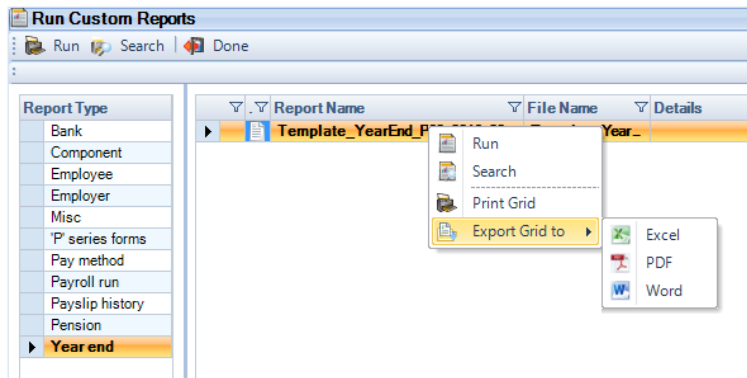 Run Custom Reports
Run Search Done
Report Type
Bank
Component
Employee
Employer
Misc
'P' series forms
Pay method
Payroll run
Payslip history
Pension
Year end
. Report Name File Name Details
Template_YearEnd_ Year_
Run
Search
Print Grid
Export Grid to
Excel
PDF
Word